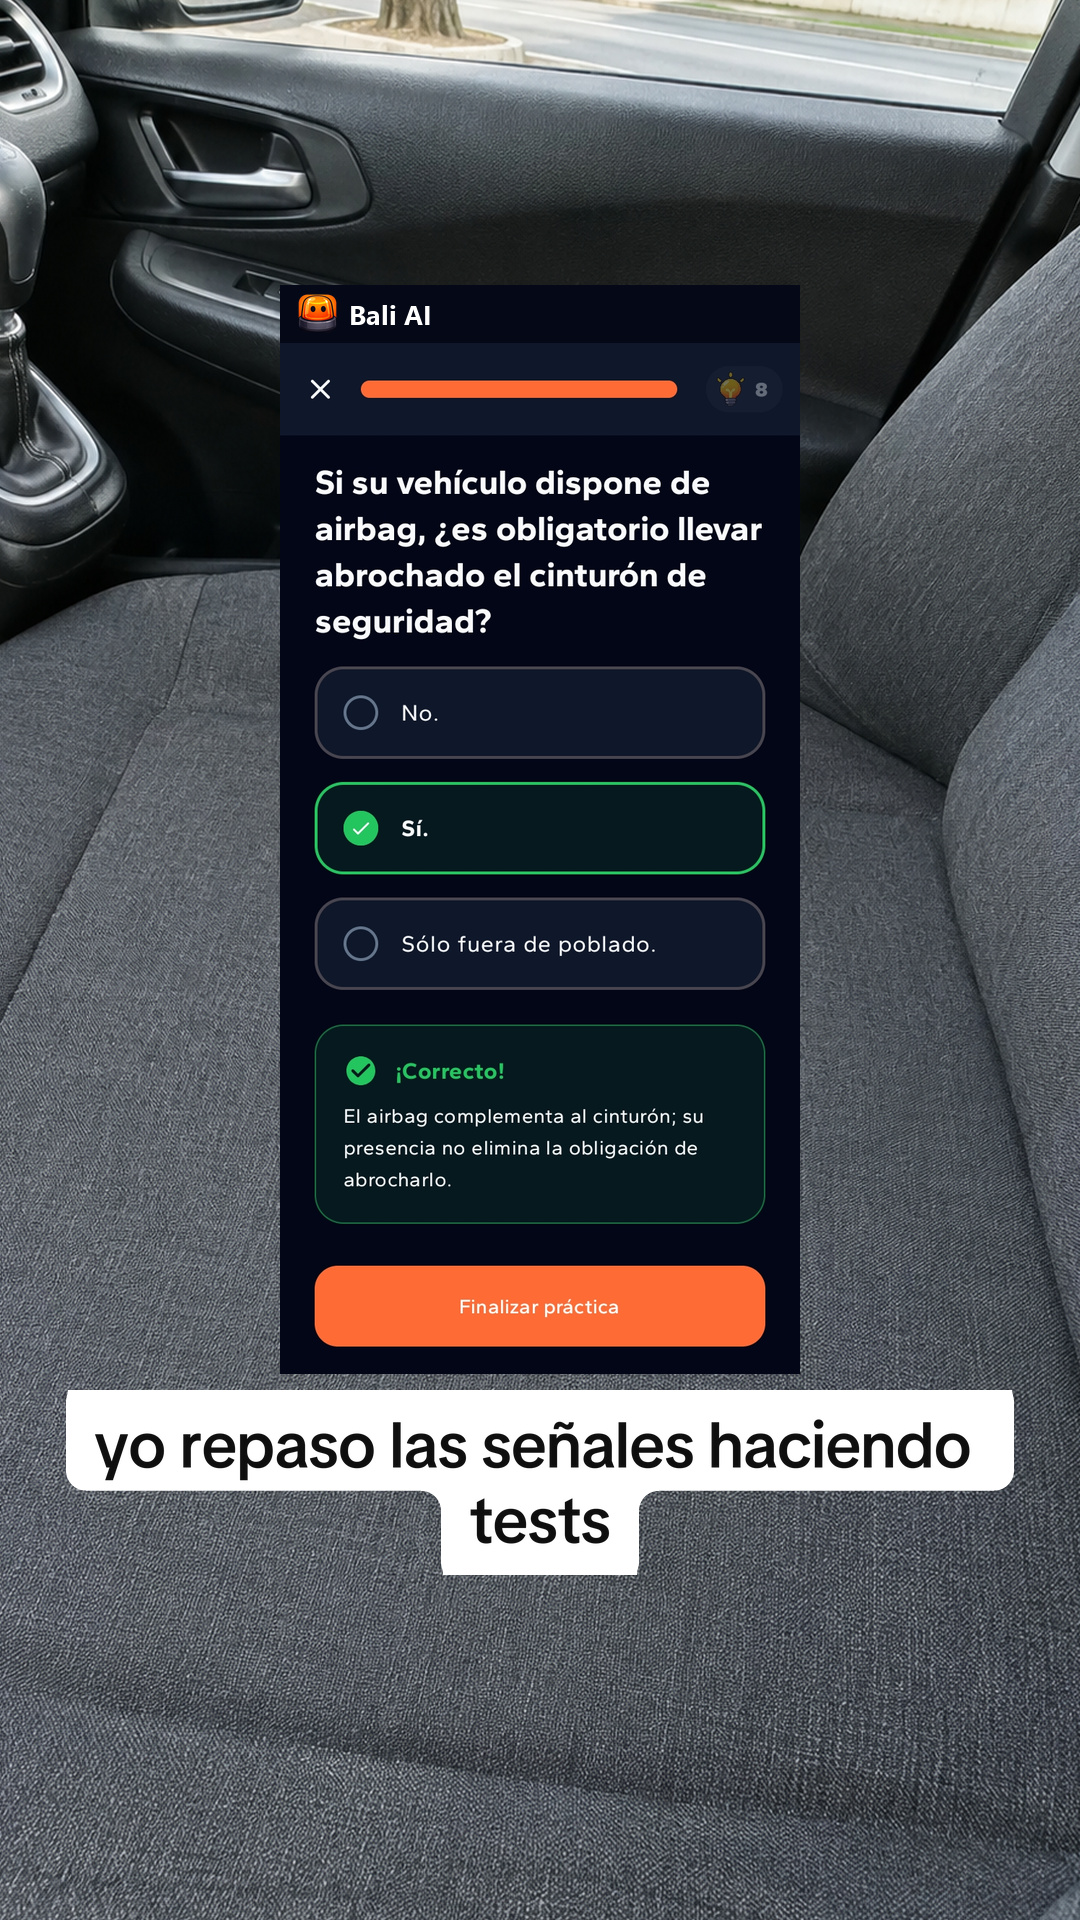 Bali AI
8
Si su vehículo dispone de
airbag, ¿es obligatorio llevar
abrochado el cinturón de
seguridad?
No.
Sí.
Sólo fuera de poblado.
¡Correcto!
El airbag complementa al cinturón; su
presencia no elimina la obligación de
abrocharlo.
Finalizar práctica
yo repaso las señales haciendo
tests